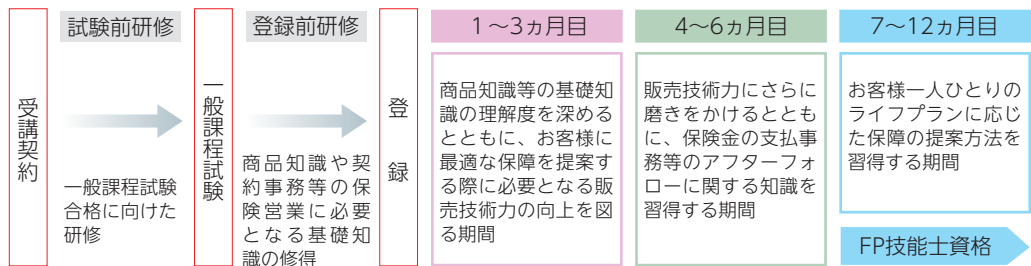 受講契約
試験前研修
一般課程試験
合格に向けた
研修
一般課程試験
登録前研修
商品知識や契
約事務等の保
険営業に必要
となる基礎知
識の修得
登録
1〜3ヵ月目
商品知識等の基礎知
識の理解度を深める
とともに、お客様に
最適な保障を提案す
る際に必要となる販
売技術力の向上を図
る期間
4〜6ヵ月目
販売技術力にさらに
磨きをかけるととも
に、保険金の支払事
務等のアフターフォ
ローに関する知識を
習得する期間
7〜12ヵ月目
お客様一人ひとりの
ライフプランに応じ
た保障の提案方法を
習得する期間
FP技能士資格